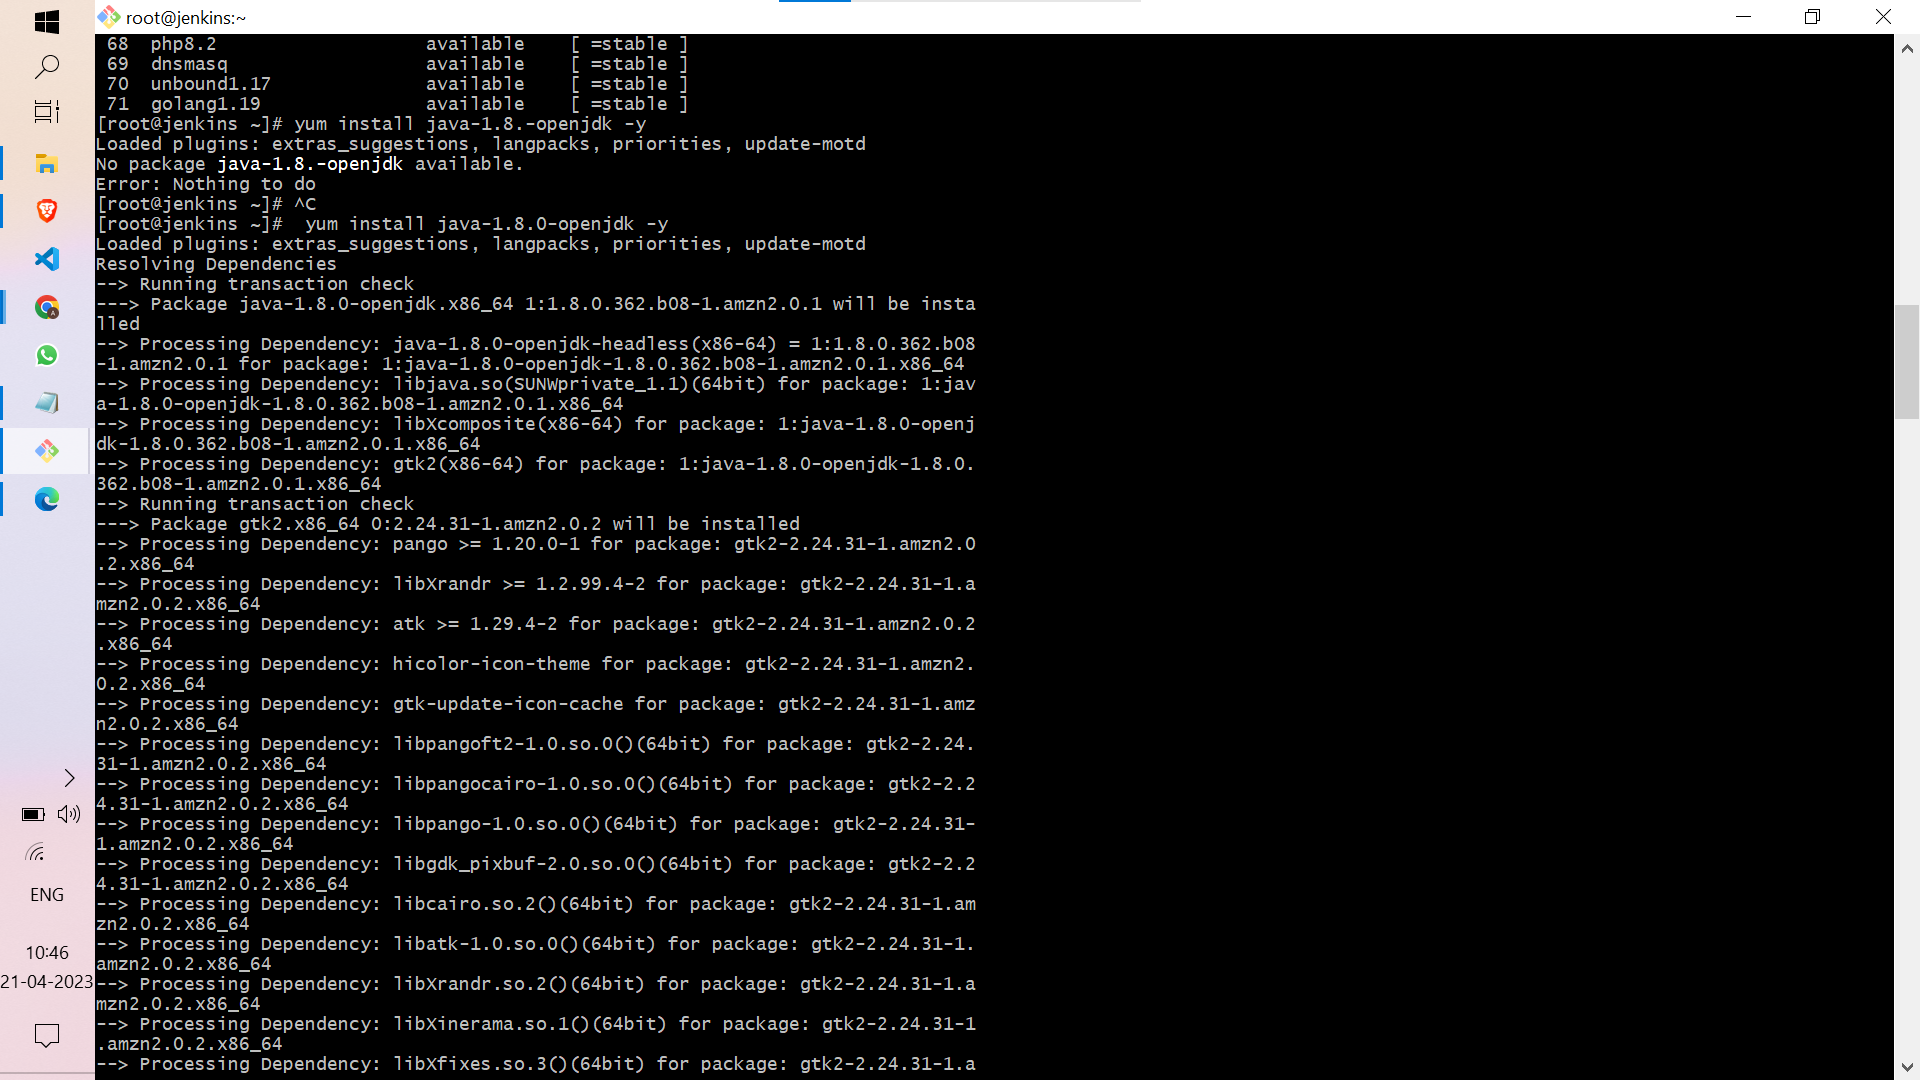 root@jenkins:~
68 php8.2 available [ =stable ]
69 dnsmasq available [ =stable ]
70 unbound1.17 available [ =stable ]
71 golang1.19 available [ =stable ]
[root@jenkins ~]# yum install java-1.8.-openjdk -y
Loaded plugins: extras_suggestions, langpacks, priorities, update-motd
No package java-1.8.-openjdk available.
Error: Nothing to do
[root@jenkins ~]# ^C
[root@jenkins ~]#  yum install java-1.8.0-openjdk -y
Loaded plugins: extras_suggestions, langpacks, priorities, update-motd
Resolving Dependencies
--> Running transaction check
---> Package java-1.8.0-openjdk.x86_64 1:1.8.0.362.b08-1.amzn2.0.1 will be insta
lled
--> Processing Dependency: java-1.8.0-openjdk-headless(x86-64) = 1:1.8.0.362.b08
-1.amzn2.0.1 for package: 1:java-1.8.0-openjdk-1.8.0.362.b08-1.amzn2.0.1.x86_64
--> Processing Dependency: libjava.so(SUNWprivate_1.1)(64bit) for package: 1:jav
a-1.8.0-openjdk-1.8.0.362.b08-1.amzn2.0.1.x86_64
--> Processing Dependency: libXcomposite(x86-64) for package: 1:java-1.8.0-openj
dk-1.8.0.362.b08-1.amzn2.0.1.x86_64
--> Processing Dependency: gtk2(x86-64) for package: 1:java-1.8.0-openjdk-1.8.0.
362.b08-1.amzn2.0.1.x86_64
--> Running transaction check
---> Package gtk2.x86_64 0:2.24.31-1.amzn2.0.2 will be installed
--> Processing Dependency: pango >= 1.20.0-1 for package: gtk2-2.24.31-1.amzn2.0
.2.x86_64
--> Processing Dependency: libXrandr >= 1.2.99.4-2 for package: gtk2-2.24.31-1.a
mzn2.0.2.x86_64
--> Processing Dependency: atk >= 1.29.4-2 for package: gtk2-2.24.31-1.amzn2.0.2
.x86_64
--> Processing Dependency: hicolor-icon-theme for package: gtk2-2.24.31-1.amzn2.
0.2.x86_64
--> Processing Dependency: gtk-update-icon-cache for package: gtk2-2.24.31-1.amz
n2.0.2.x86_64
--> Processing Dependency: libpangoft2-1.0.so.0()(64bit) for package: gtk2-2.24.
31-1.amzn2.0.2.x86_64
--> Processing Dependency: libpangocairo-1.0.so.0()(64bit) for package: gtk2-2.2
4.31-1.amzn2.0.2.x86_64
--> Processing Dependency: libpango-1.0.so.0()(64bit) for package: gtk2-2.24.31-
1.amzn2.0.2.x86_64
--> Processing Dependency: libgdk_pixbuf-2.0.so.0()(64bit) for package: gtk2-2.2
4.31-1.amzn2.0.2.x86_64
--> Processing Dependency: libcairo.so.2()(64bit) for package: gtk2-2.24.31-1.am
zn2.0.2.x86_64
--> Processing Dependency: libatk-1.0.so.0()(64bit) for package: gtk2-2.24.31-1.
amzn2.0.2.x86_64
--> Processing Dependency: libXrandr.so.2()(64bit) for package: gtk2-2.24.31-1.a
mzn2.0.2.x86_64
--> Processing Dependency: libXinerama.so.1()(64bit) for package: gtk2-2.24.31-1
.amzn2.0.2.x86_64
--> Processing Dependency: libXfixes.so.3()(64bit) for package: gtk2-2.24.31-1.a
ENG
10:46
21-04-2023